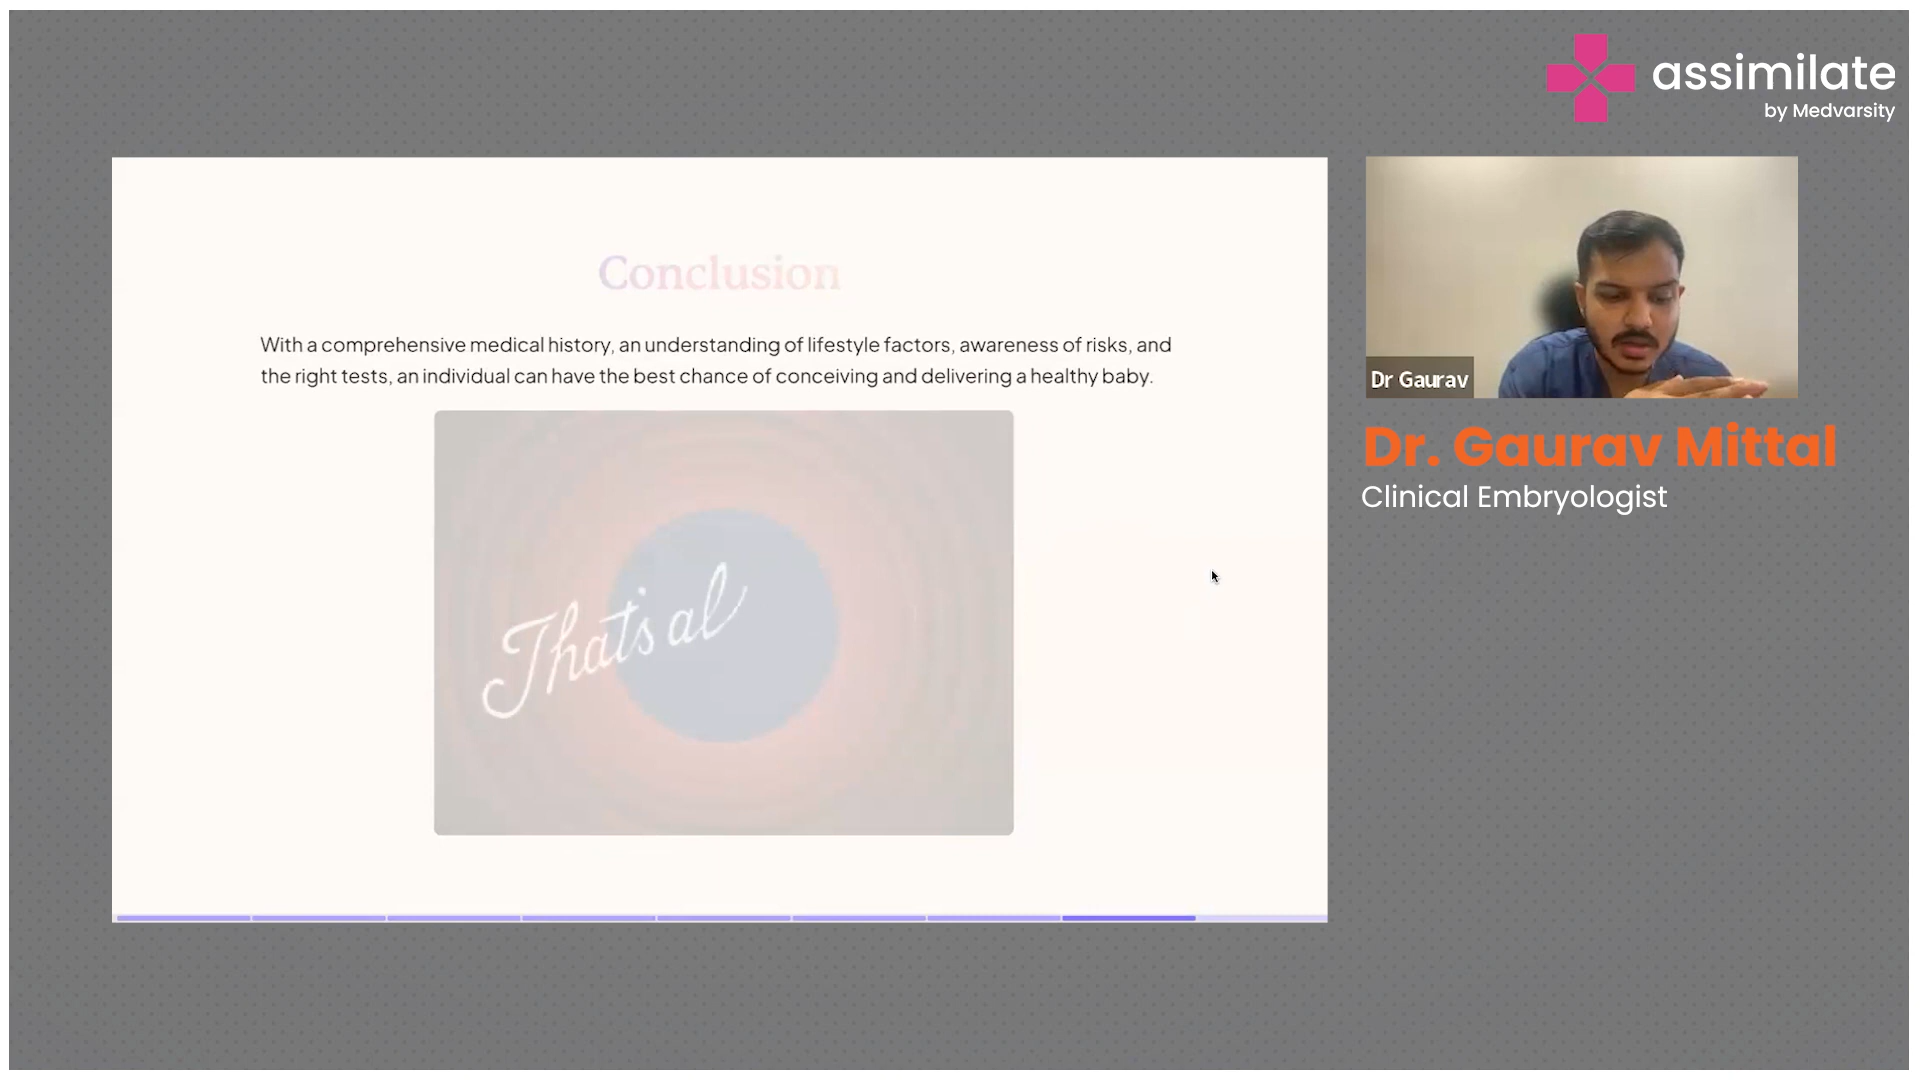 assimilate
by Medvarsity
Conclusion
With a comprehensive medical history, an understanding of lifestyle factors, awareness of risks, and
the right tests, an individual can have the best chance of conceiving and delivering a healthy baby.
That's al
Dr Gaurav
Dr. Gaurav Mittal
Clinical Embryologist